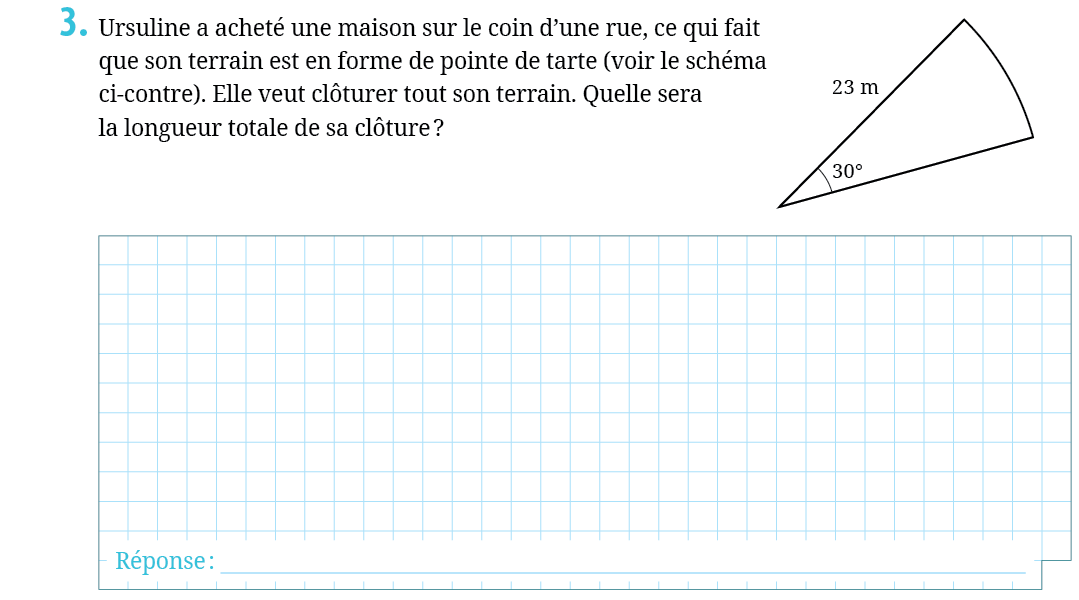 3. Ursuline a acheté une maison sur le coin d’une rue, ce qui fait
que son terrain est en forme de pointe de tarte (voir le schéma
ci-contre). Elle veut clôturer tout son terrain. Quelle sera
la longueur totale de sa clôture ?
23 m
30°
Réponse :